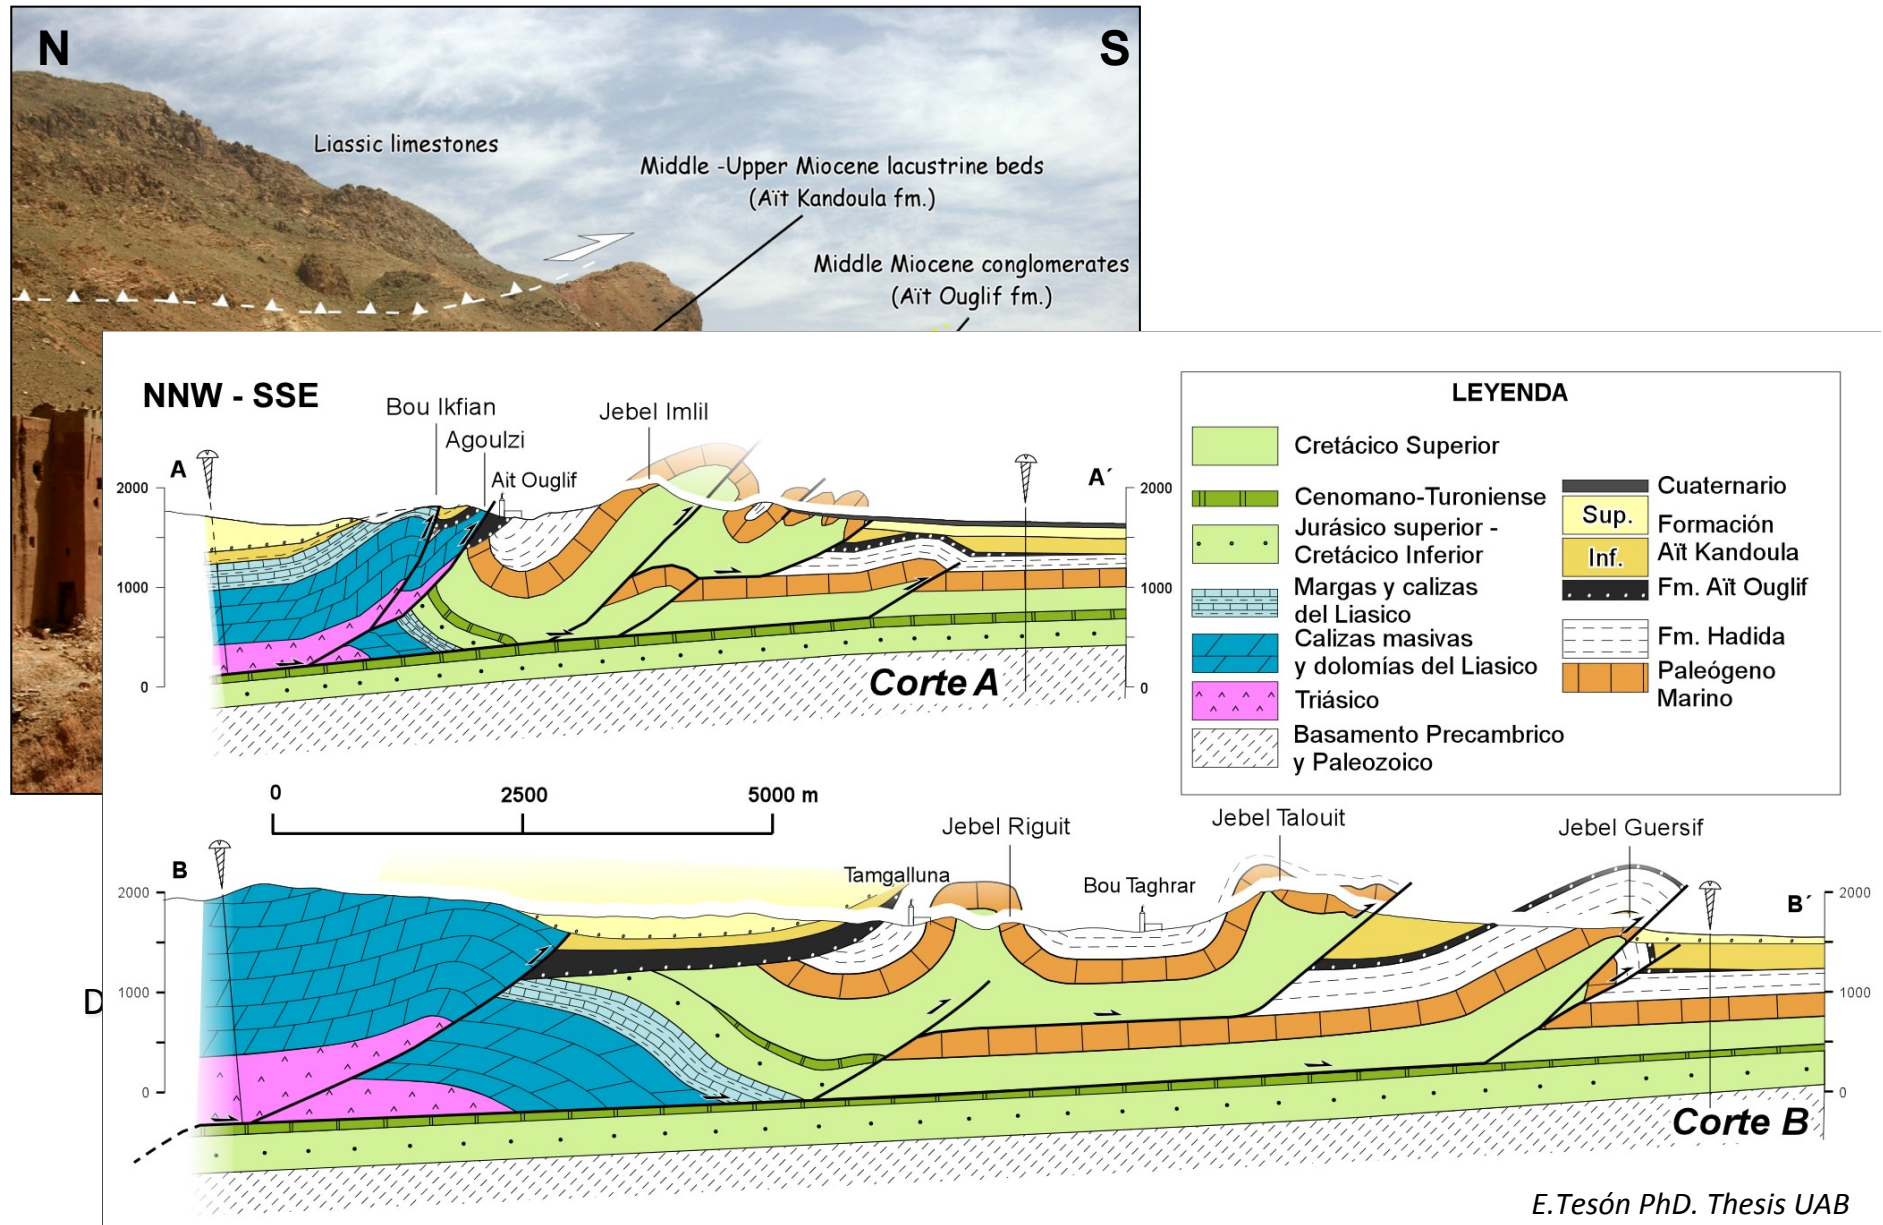 N
S
Liassic limestones
Middle -Upper Miocene lacustrine beds
(Aït Kandoula fm.)
Middle Miocene conglomerates
(Aït Ouglif fm.)
NNW - SSE
Bou Ikfian
Agoulzi
Ait Ouglif
Jebel Imlil
A
A´
2000
1000
0
2000
1000
0
Corte A
LEYENDA
Cretácico Superior
Cenomano-Turoniense
Jurásico superior -
Cretácico Inferior
Margas y calizas
del Liasico
Calizas masivas
y dolomías del Liasico
Triásico
Basamento Precambrico
y Paleozoico
Cuaternario
Sup.
Inf.
Formación
Aït Kandoula
Fm. Aït Ouglif
Fm. Hadida
Paleógeno
Marino
0
2500
5000 m
B
B´
Tamgalluna
Jebel Riguit
Bou Taghrar
Jebel Talouit
Jebel Guersif
2000
1000
0
2000
1000
0
D
Corte B
E.Tesón PhD. Thesis UAB